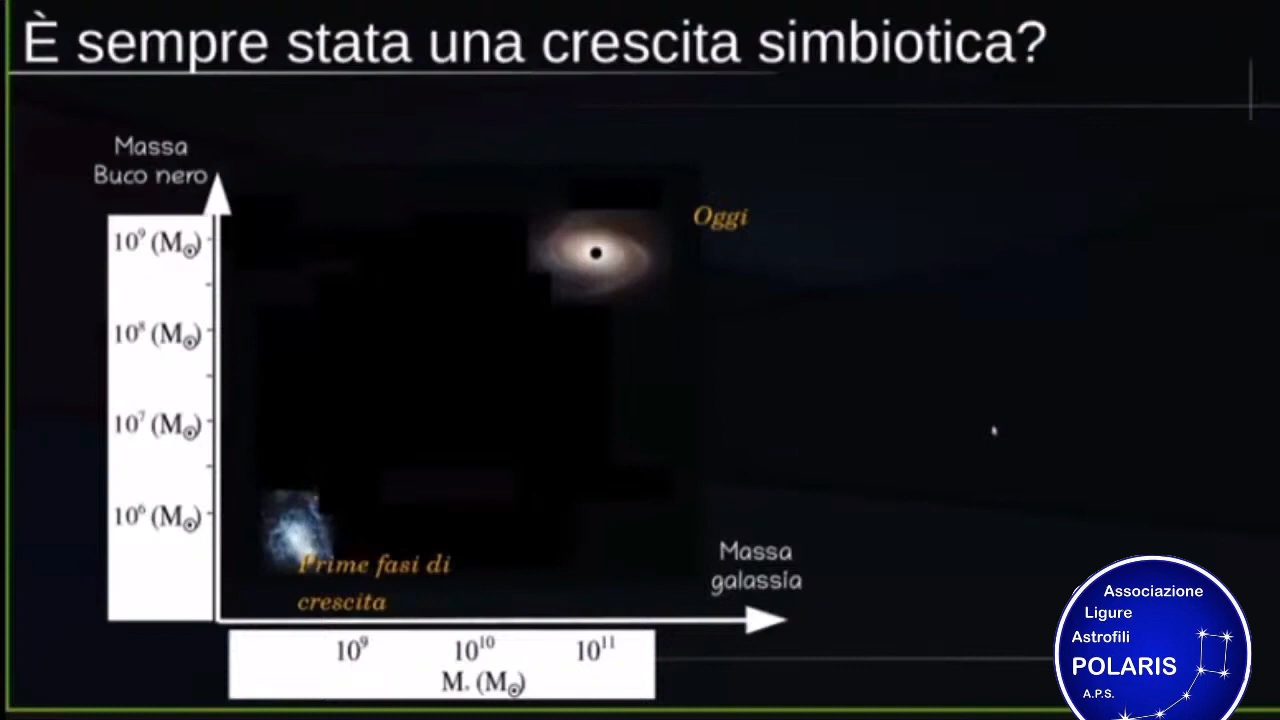 È sempre stata una crescita simbiotica?
Massa
Buco nero
Oggi
10⁹ (M☉)
10⁸ (M☉)
10⁷ (M☉)
10⁶ (M☉)
Prime fasi di
crescita
Massa
galassia
10⁹ 10¹⁰ 10¹¹
M. (M☉)
Associazione
Ligure
Astrofili
POLARIS
A.P.S.